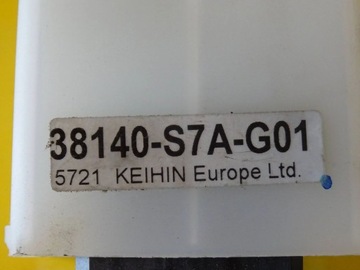 38140-S7A-G01
5721 KEIHIN Europe Ltd.